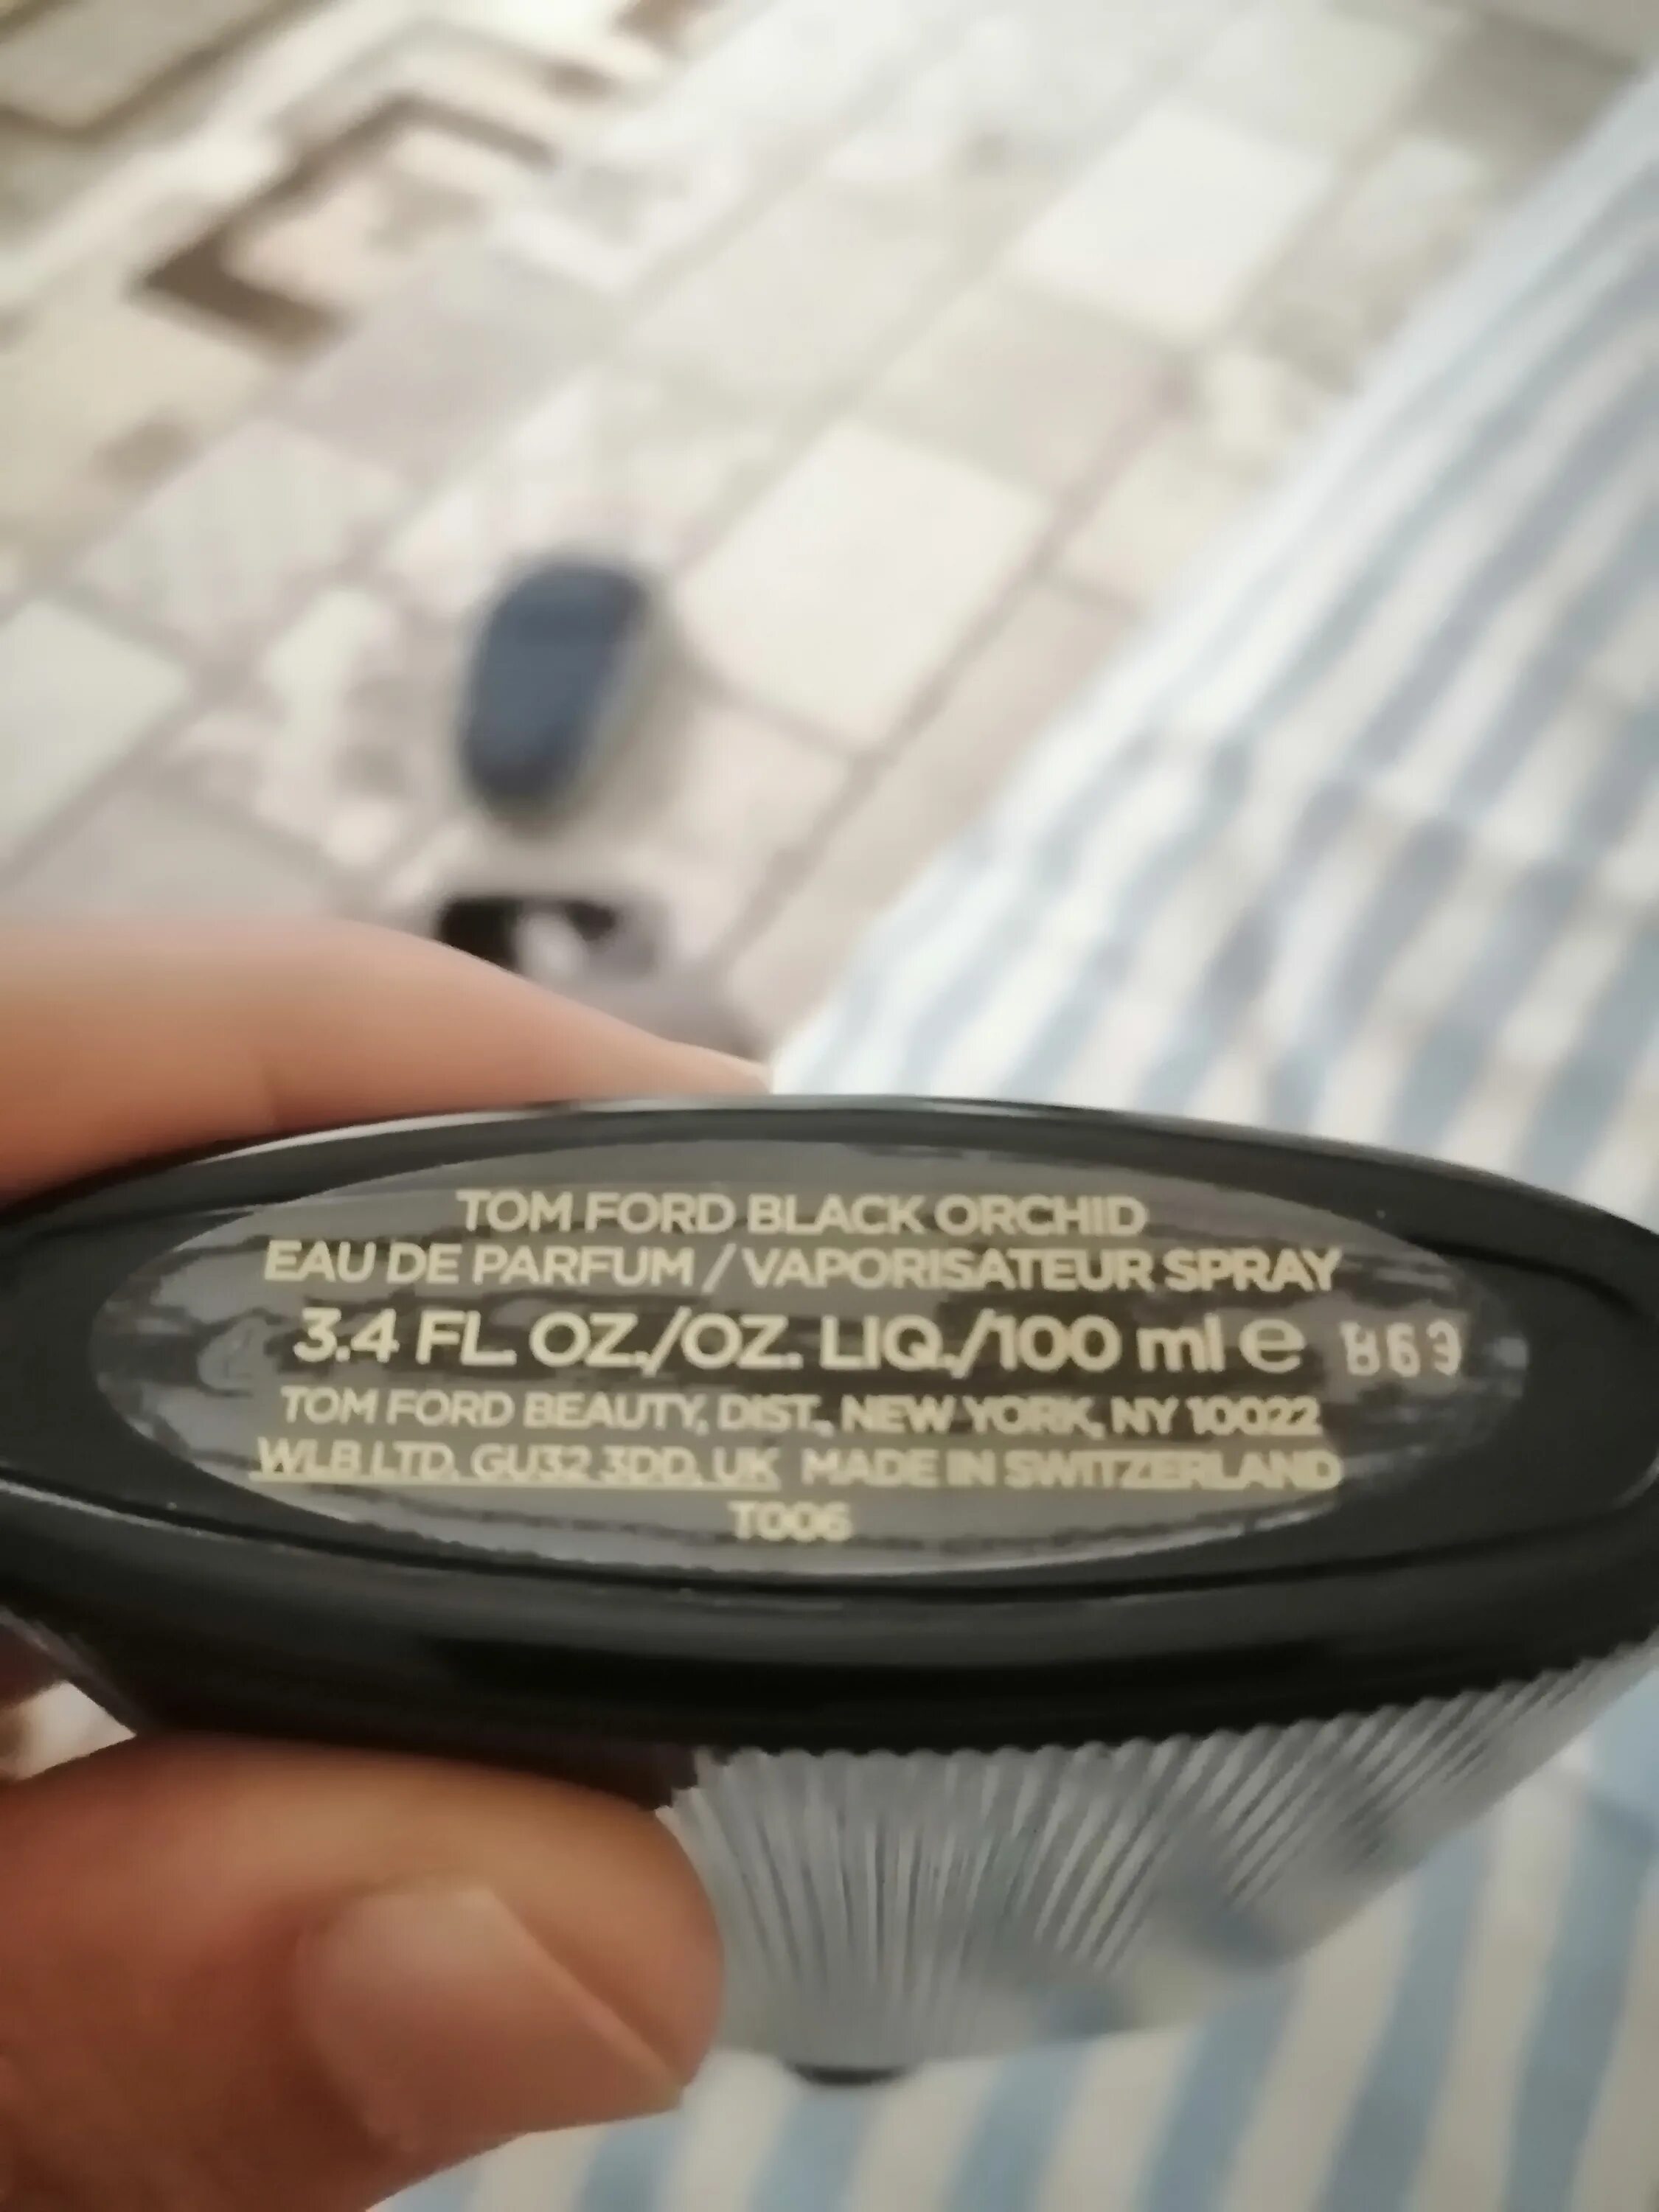 TOM FORD BLACK ORCHID
EAU DE PARFUM / VAPORISATEUR SPRAY
3.4 FL. OZ./OZ. LIQ./100 ml e
TOM FORD BEAUTY, DIST., NEW YORK, NY 10022
WLB LTD. GU32 3DD, UK MADE IN SWITZERLAND
T006